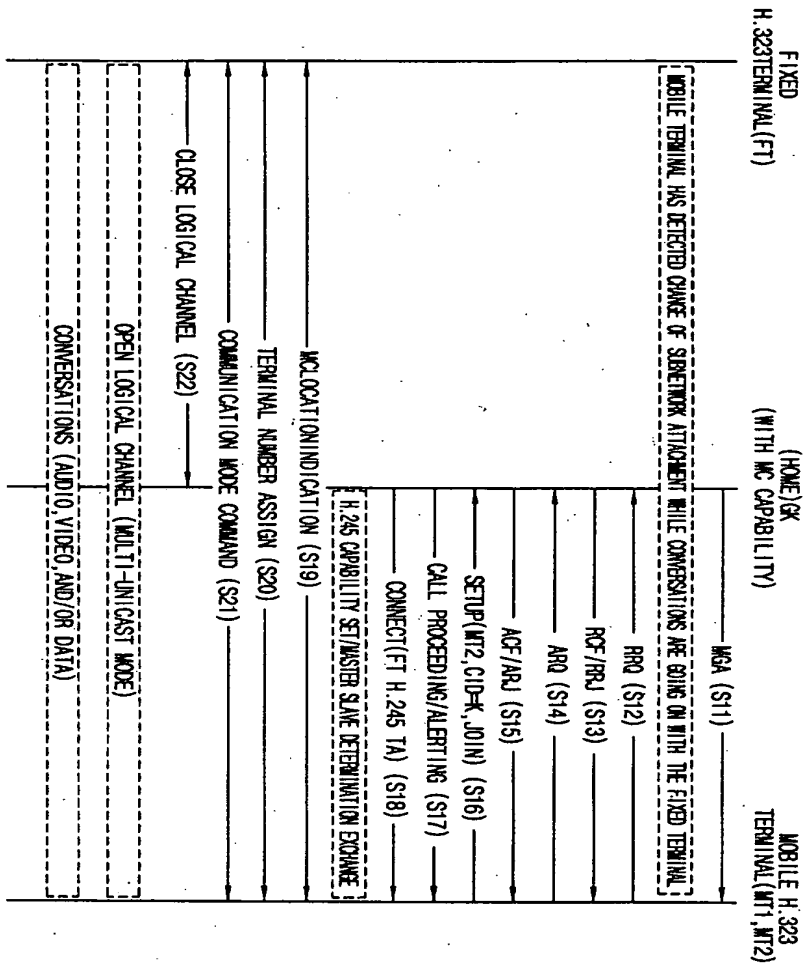 FIXED
H.323TERMINAL(FT)
(HOME)GK
(WITH MC CAPABILITY)
MOBILE H.323
TERMINAL(MT1,MT2)
MGA (S11)
MOBILE TERMINAL HAS DETECTED CHANGE OF SUBNETWORK ATTACHMENT WHILE CONVERSATIONS ARE GOING ON WITH THE FIXED TERMINAL
RRQ (S12)
RCF/RRJ (S13)
ARQ (S14)
ACF/ARJ (S15)
SETUP(MT2,CID=K,JOIN) (S16)
CALL PROCEEDING/ALERTING (S17)
CONNECT(FT H.245 TA) (S18)
H.245 CAPABILITY SET/MASTER SLAVE DETERMINATION EXCHANGE
MCLOCATIONINDICATION (S19)
TERMINAL NUMBER ASSIGN (S20)
COMMUNICATION MODE COMMAND (S21)
CLOSE LOGICAL CHANNEL (S22)
OPEN LOGICAL CHANNEL (MULTI-UNICAST MODE)
CONVERSATIONS (AUDIO,VIDEO,AND/OR DATA)